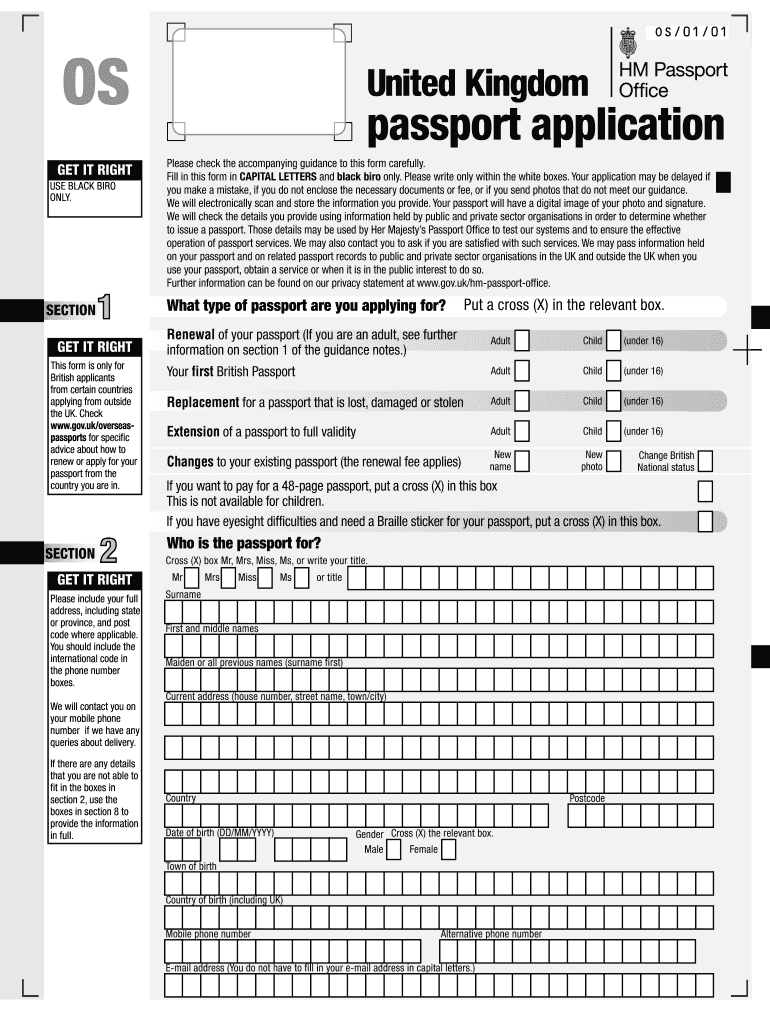 OS
OS/01/01
HM Passport
Office
United Kingdom
passport application
GET IT RIGHT
USE BLACK BIRO
ONLY.
Please check the accompanying guidance to this form carefully.
Fill in this form in CAPITAL LETTERS and black biro only. Please write only within the white boxes. Your application may be delayed if
you make a mistake, if you do not enclose the necessary documents or fee, or if you send photos that do not meet our guidance.
We will electronically scan and store the information you provide. Your passport will have a digital image of your photo and signature.
We will check the details you provide using information held by public and private sector organisations in order to determine whether
to issue a passport. Those details may be used by Her Majesty's Passport Office to test our systems and to ensure the effective
operation of passport services. We may also contact you to ask if you are satisfied with such services. We may pass information held
on your passport and on related passport records to public and private sector organisations in the UK and outside the UK when you
use your passport, obtain a service or when it is in the public interest to do so.
Further information can be found on our privacy statement at www.gov.uk/hm-passport-office.
SECTION 1
What type of passport are you applying for? Put a cross (X) in the relevant box.
GET IT RIGHT
This form is only for
British applicants
from certain countries
applying from outside
the UK. Check
www.gov.uk/overseas-
passports for specific
advice about how to
renew or apply for your
passport from the
country you are in.
Renewal of your passport (If you are an adult, see further
information on section 1 of the guidance notes.)
Adult
Child
(under 16)
Your first British Passport
Adult
Child
(under 16)
Replacement for a passport that is lost, damaged or stolen
Adult
Child
(under 16)
Extension of a passport to full validity
Adult
Child
(under 16)
Changes to your existing passport (the renewal fee applies)
New
name
New
photo
Change British
National status
If you want to pay for a 48-page passport, put a cross (X) in this box
This is not available for children.
If you have eyesight difficulties and need a Braille sticker for your passport, put a cross (X) in this box.
SECTION 2
Who is the passport for?
GET IT RIGHT
Please include your full
address, including state
or province, and post
code where applicable.
You should include the
international code in
the phone number
boxes.
We will contact you on
your mobile phone
number if we have any
queries about delivery.
If there are any details
that you are not able to
fit in the boxes in
section 2, use the
boxes in section 8 to
provide the information
in full.
Cross (X) box Mr, Mrs, Miss, Ms, or write your title.
Mr
Mrs
Miss
Ms
or title
Surname
First and middle names
Maiden or all previous names (surname first)
Current address (house number, street name, town/city)
Country
Postcode
Date of birth (DD/MM/YYYY)
Gender Cross (X) the relevant box.
Male
Female
Town of birth
Country of birth (including UK)
Mobile phone number
Alternative phone number
E-mail address (You do not have to fill in your e-mail address in capital letters.)